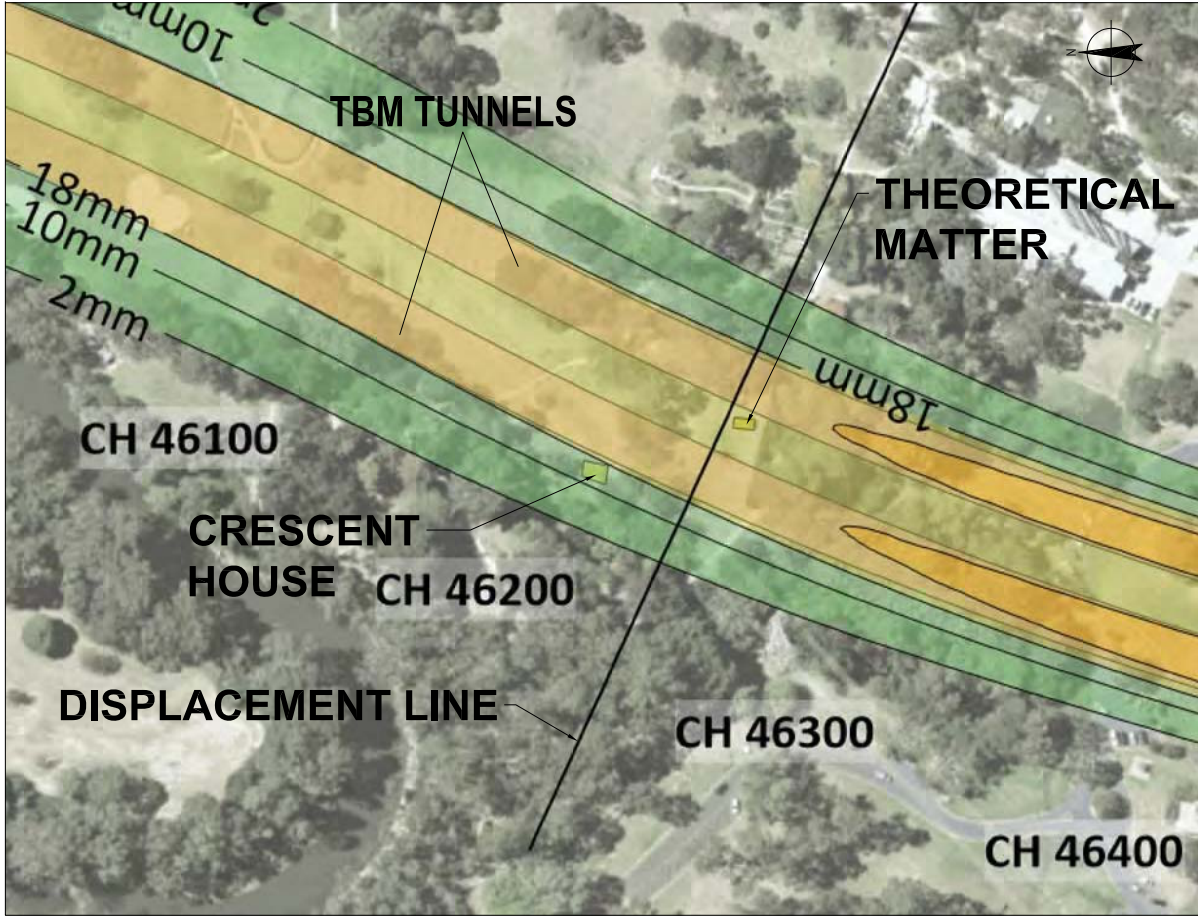 2m
10mm
N
TBM TUNNELS
18mm
10mm
2mm
THEORETICAL
MATTER
18mm
CH 46100
CRESCENT
HOUSE
CH 46200
DISPLACEMENT LINE
CH 46300
CH 46400